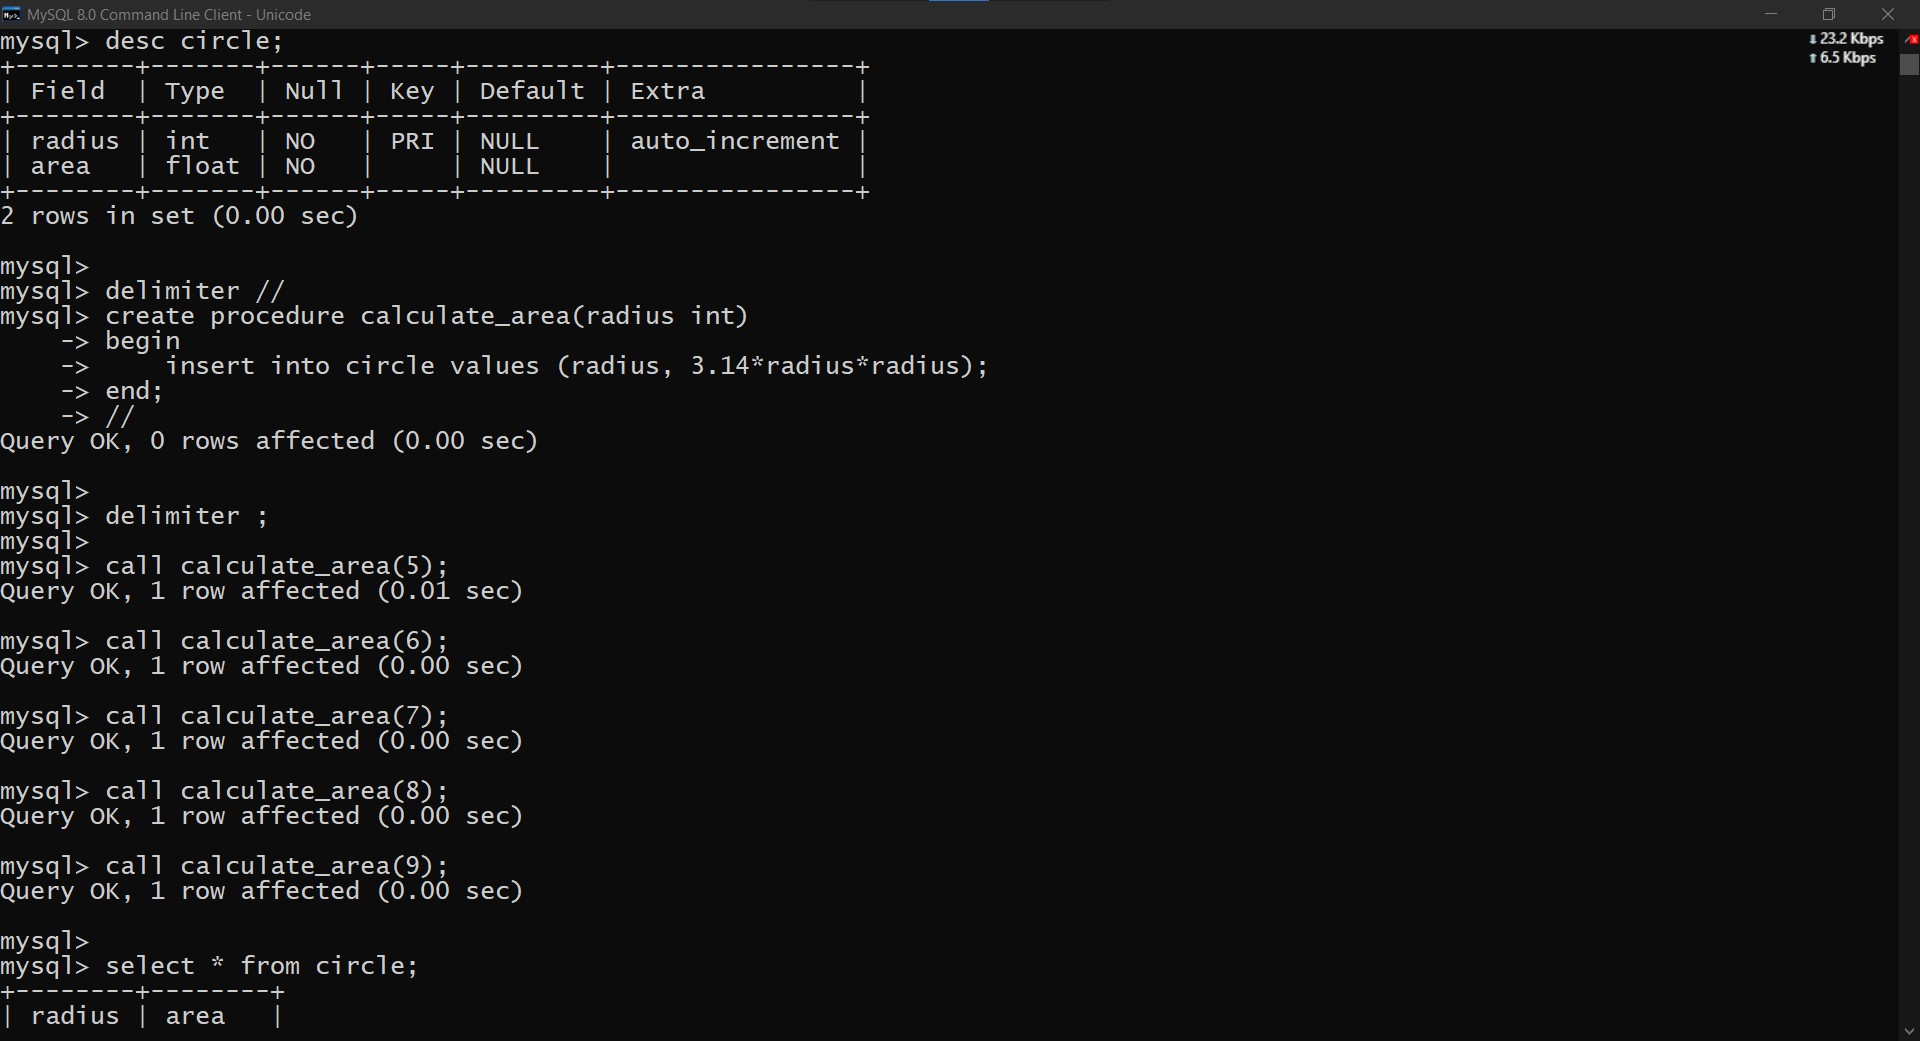 MySQL 8.0 Command Line Client - Unicode
mysql> desc circle;
+--------+-------+------+-----+---------+----------------+
| Field  | Type  | Null | Key | Default | Extra          |
+--------+-------+------+-----+---------+----------------+
| radius | int   | NO   | PRI | NULL    | auto_increment |
| area   | float | NO   |     | NULL    |                |
+--------+-------+------+-----+---------+----------------+
2 rows in set (0.00 sec)
mysql>
mysql> delimiter //
mysql> create procedure calculate_area(radius int)
    -> begin
    ->     insert into circle values (radius, 3.14*radius*radius);
    -> end;
    -> //
Query OK, 0 rows affected (0.00 sec)
mysql>
mysql> delimiter ;
mysql>
mysql> call calculate_area(5);
Query OK, 1 row affected (0.01 sec)
mysql> call calculate_area(6);
Query OK, 1 row affected (0.00 sec)
mysql> call calculate_area(7);
Query OK, 1 row affected (0.00 sec)
mysql> call calculate_area(8);
Query OK, 1 row affected (0.00 sec)
mysql> call calculate_area(9);
Query OK, 1 row affected (0.00 sec)
mysql>
mysql> select * from circle;
+--------+--------+
| radius | area   |
23.2 Kbps
6.5 Kbps